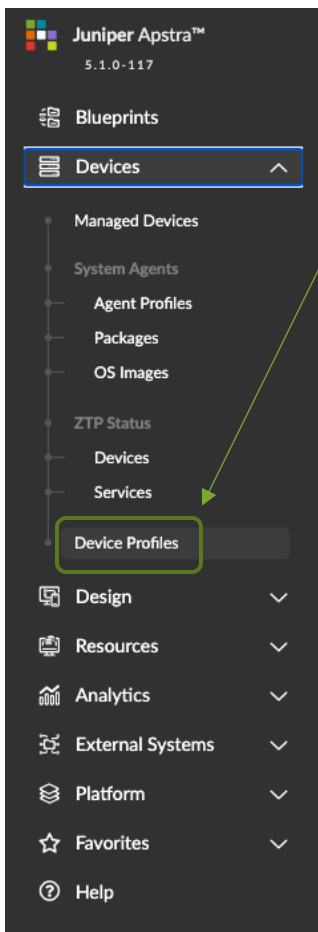 Juniper Apstra™
5.1.0-117
Blueprints
Devices
Managed Devices
System Agents
Agent Profiles
Packages
OS Images
ZTP Status
Devices
Services
Device Profiles
Design
Resources
Analytics
External Systems
Platform
Favorites
Help